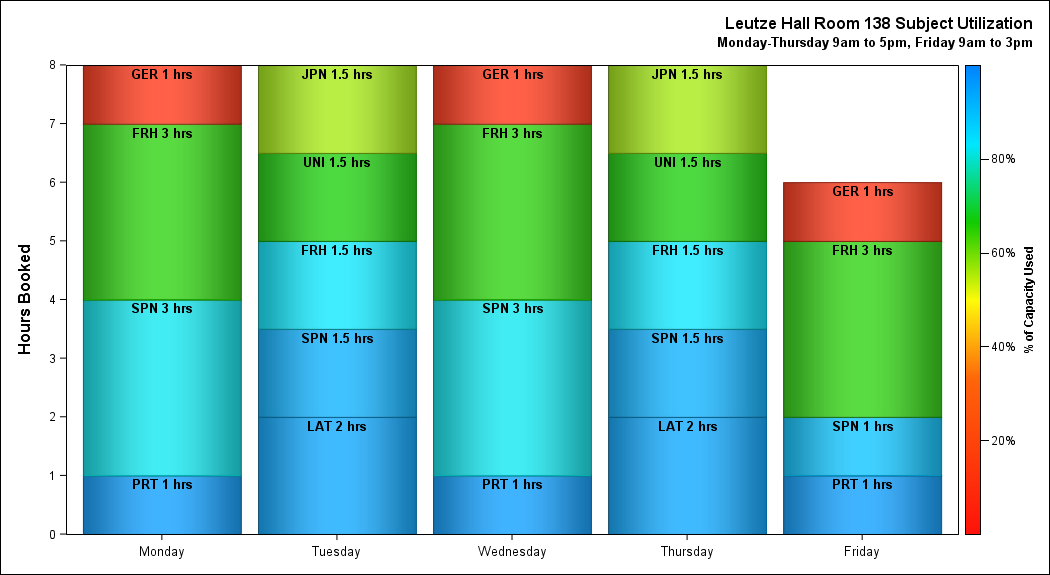 Leutze Hall Room 138 Subject Utilization
Monday-Thursday 9am to 5pm, Friday 9am to 3pm
Hours Booked
8
7
6
5
4
3
2
1
0
GER 1 hrs
FRH 3 hrs
SPN 3 hrs
PRT 1 hrs
JPN 1.5 hrs
UNI 1.5 hrs
FRH 1.5 hrs
SPN 1.5 hrs
LAT 2 hrs
GER 1 hrs
FRH 3 hrs
SPN 3 hrs
PRT 1 hrs
JPN 1.5 hrs
UNI 1.5 hrs
FRH 1.5 hrs
SPN 1.5 hrs
LAT 2 hrs
GER 1 hrs
FRH 3 hrs
SPN 1 hrs
PRT 1 hrs
Monday Tuesday Wednesday Thursday Friday
80%
60%
40%
20%
% of Capacity Used